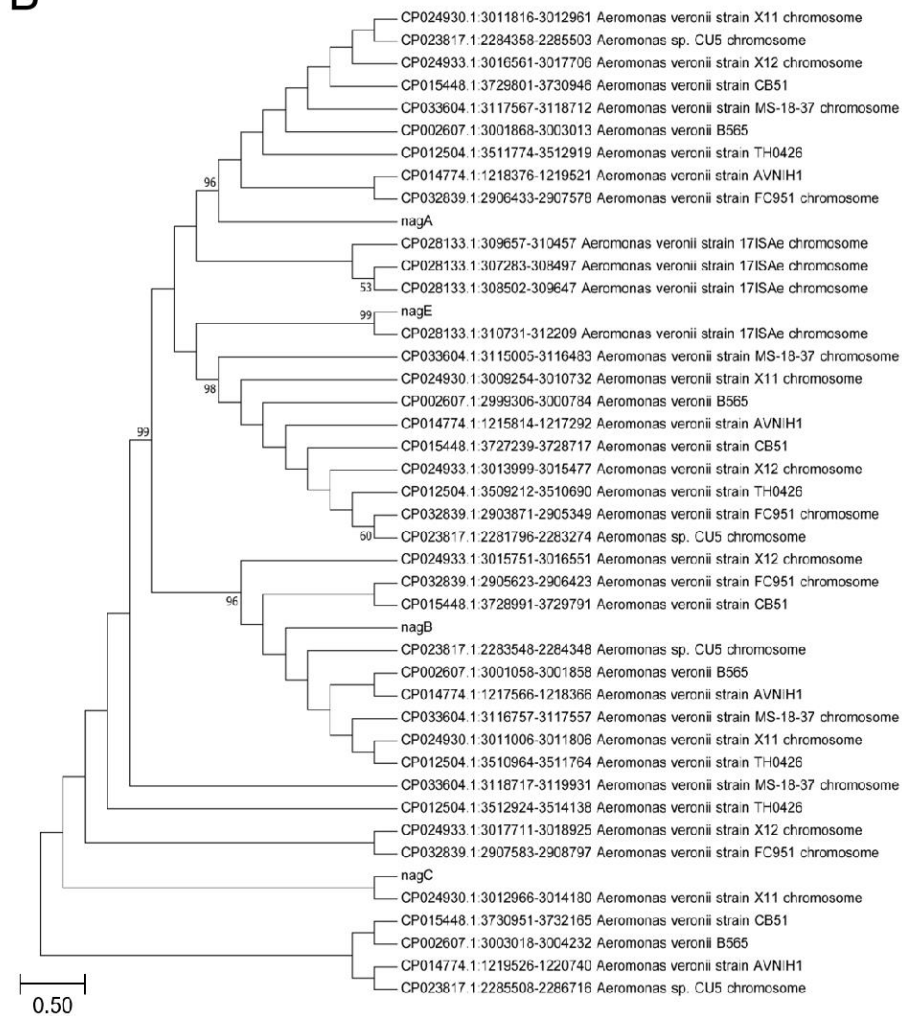 B
CP024930.1:3011816-3012961 Aeromonas veronii strain X11 chromosome
CP023817.1:2284358-2285503 Aeromonas sp. CU5 chromosome
CP024933.1:3016561-3017706 Aeromonas veronii strain X12 chromosome
CP015448.1:3729801-3730946 Aeromonas veronii strain CB51
CP033604.1:3117567-3118712 Aeromonas veronii strain MS-18-37 chromosome
CP002607.1:3001868-3003013 Aeromonas veronii B565
CP012504.1:3511774-3512919 Aeromonas veronii strain TH0426
CP014774.1:1218376-1219521 Aeromonas veronii strain AVNIH1
96
CP032839.1:2906433-2907578 Aeromonas veronii strain FC951 chromosome
nagA
CP028133.1:309657-310457 Aeromonas veronii strain 17ISAe chromosome
CP028133.1:307283-308497 Aeromonas veronii strain 17ISAe chromosome
53
CP028133.1:308502-309647 Aeromonas veronii strain 17ISAe chromosome
99
nagE
CP028133.1:310731-312209 Aeromonas veronii strain 17ISAe chromosome
CP033604.1:3115005-3116483 Aeromonas veronii strain MS-18-37 chromosome
98
CP024930.1:3009254-3010732 Aeromonas veronii strain X11 chromosome
CP002607.1:2999306-3000784 Aeromonas veronii B565
CP014774.1:1215814-1217292 Aeromonas veronii strain AVNIH1
99
CP015448.1:3727239-3728717 Aeromonas veronii strain CB51
CP024933.1:3013999-3015477 Aeromonas veronii strain X12 chromosome
CP012504.1:3509212-3510690 Aeromonas veronii strain TH0426
CP032839.1:2903871-2905349 Aeromonas veronii strain FC951 chromosome
60
CP023817.1:2281796-2283274 Aeromonas sp. CU5 chromosome
CP024933.1:3015751-3016551 Aeromonas veronii strain X12 chromosome
CP032839.1:2905623-2906423 Aeromonas veronii strain FC951 chromosome
96
CP015448.1:3728991-3729791 Aeromonas veronii strain CB51
nagB
CP023817.1:2283548-2284348 Aeromonas sp. CU5 chromosome
CP002607.1:3001058-3001858 Aeromonas veronii B565
CP014774.1:1217566-1218366 Aeromonas veronii strain AVNIH1
CP033604.1:3116757-3117557 Aeromonas veronii strain MS-18-37 chromosome
CP024930.1:3011006-3011806 Aeromonas veronii strain X11 chromosome
CP012504.1:3510964-3511764 Aeromonas veronii strain TH0426
CP033604.1:3118717-3119931 Aeromonas veronii strain MS-18-37 chromosome
CP012504.1:3512924-3514138 Aeromonas veronii strain TH0426
CP024933.1:3017711-3018925 Aeromonas veronii strain X12 chromosome
CP032839.1:2907583-2908797 Aeromonas veronii strain FC951 chromosome
nagC
CP024930.1:3012966-3014180 Aeromonas veronii strain X11 chromosome
CP015448.1:3730951-3732165 Aeromonas veronii strain CB51
CP002607.1:3003018-3004232 Aeromonas veronii B565
CP014774.1:1219526-1220740 Aeromonas veronii strain AVNIH1
CP023817.1:2285508-2286716 Aeromonas sp. CU5 chromosome
0.50